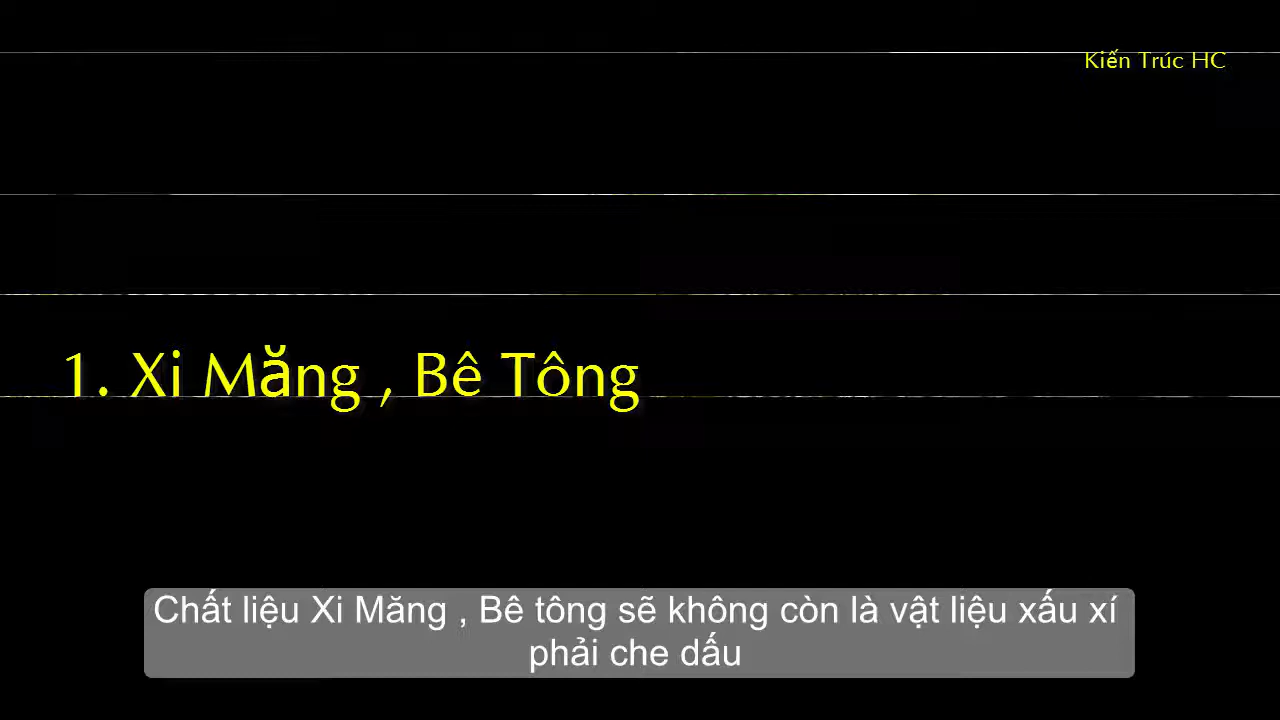 Kiến Trúc HC
1. Xi Măng , Bê Tông
Chất liệu Xi Măng , Bê tông sẽ không còn là vật liệu xấu xí
phải che dấu